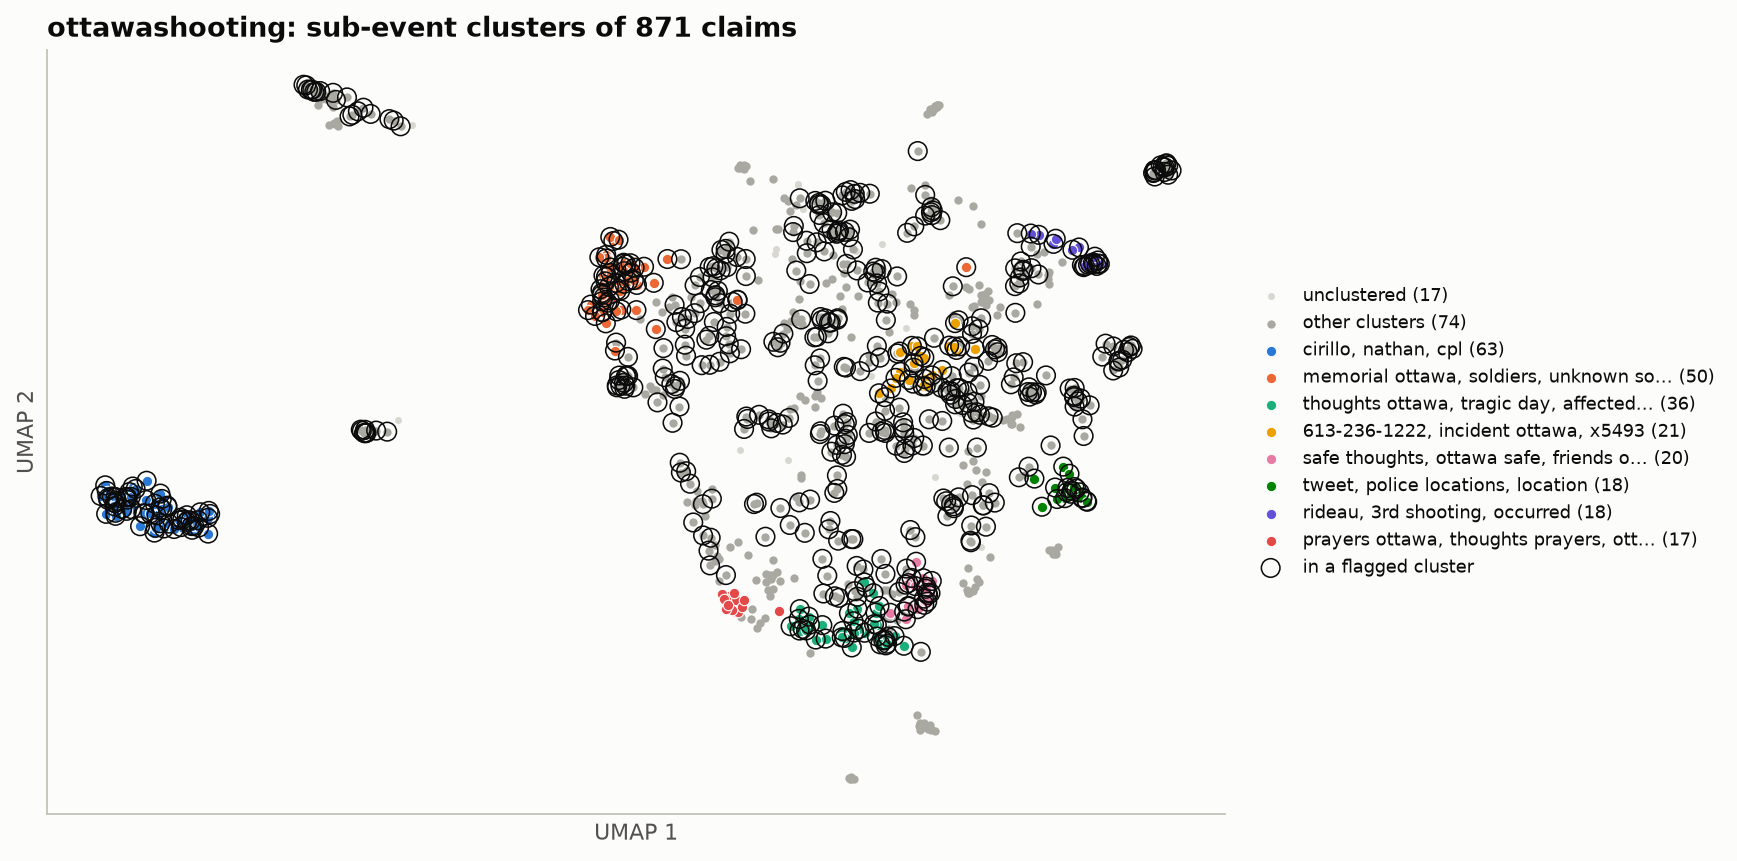 ottawashooting: sub-event clusters of 871 claims
UMAP 2
UMAP 1
unclustered (17)
other clusters (74)
cirillo, nathan, cpl (63)
memorial ottawa, soldiers, unknown so… (50)
thoughts ottawa, tragic day, affected… (36)
613-236-1222, incident ottawa, x5493 (21)
safe thoughts, ottawa safe, friends o… (20)
tweet, police locations, location (18)
rideau, 3rd shooting, occurred (18)
prayers ottawa, thoughts prayers, ott… (17)
in a flagged cluster